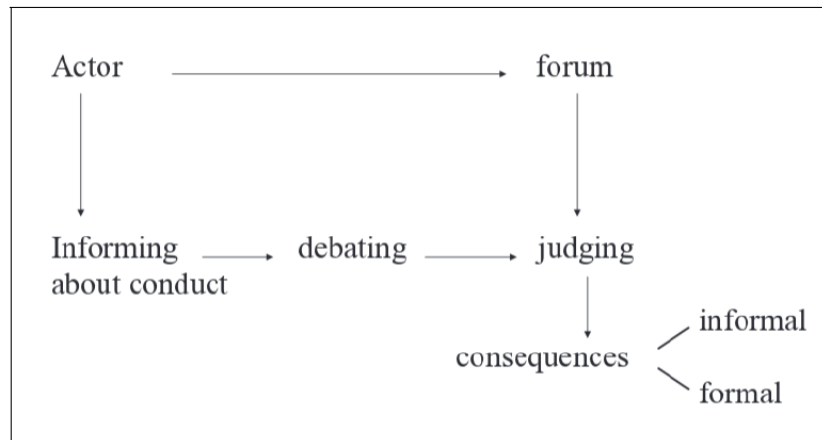 Actor
forum
Informing
about conduct
debating
judging
informal
consequences
formal